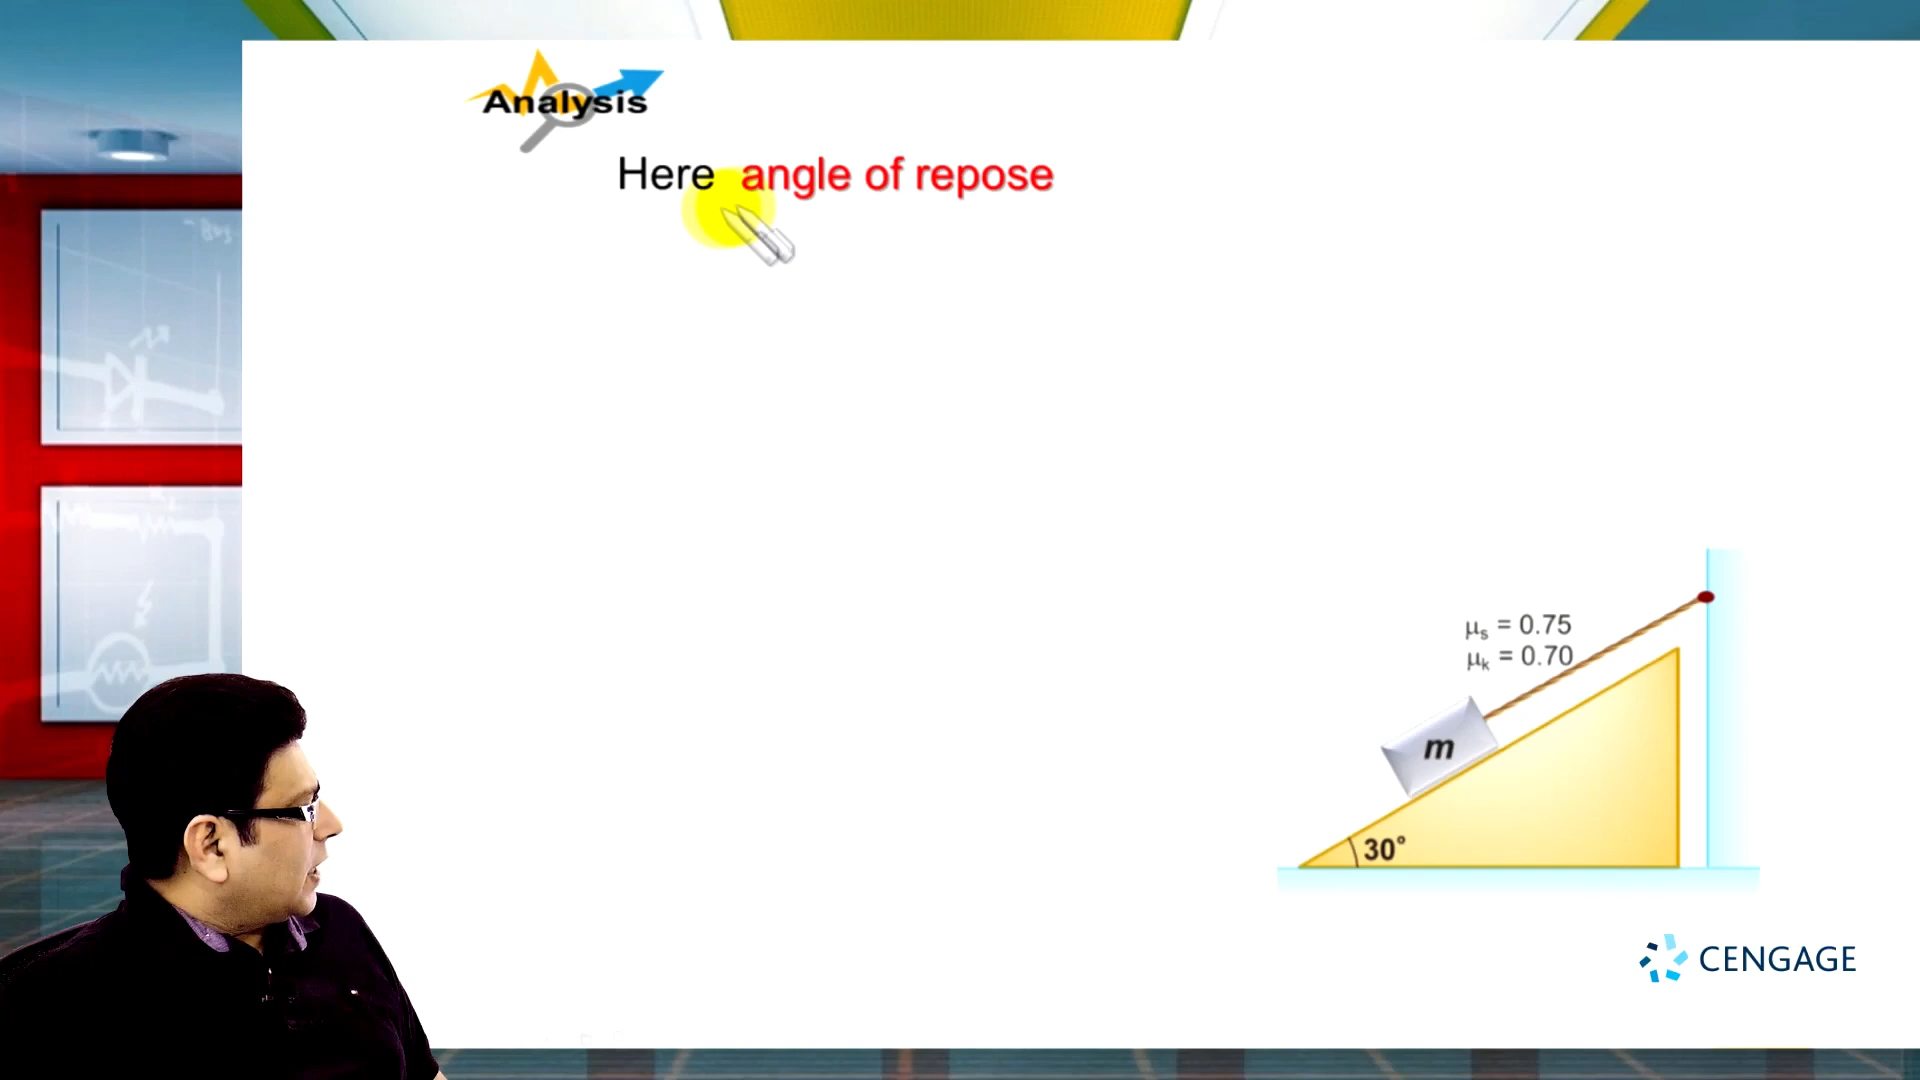 Analysis
Here angle of repose
μs = 0.75
μk = 0.70
m
30°
CENGAGE